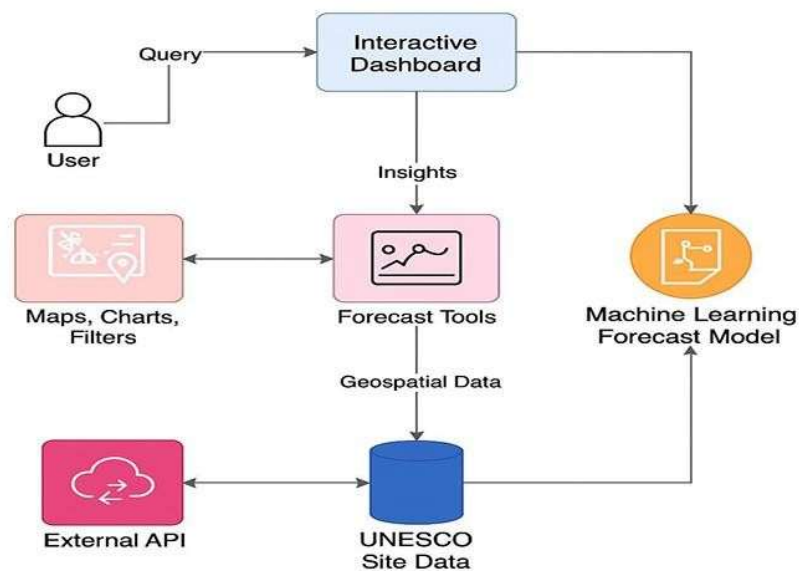 Query
Interactive
Dashboard
User
Insights
Maps, Charts,
Filters
Forecast Tools
Machine Learning
Forecast Model
Geospatial Data
External API
UNESCO
Site Data